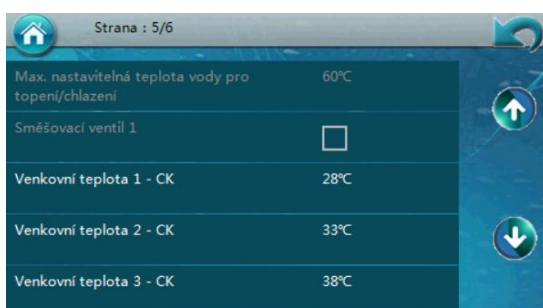 Strana : 5/6
Max. nastavitelná teplota vody pro 60℃
topení/chlazení
Směšovací ventil 1
Venkovní teplota 1 - CK 28℃
Venkovní teplota 2 - CK 33℃
Venkovní teplota 3 - CK 38℃